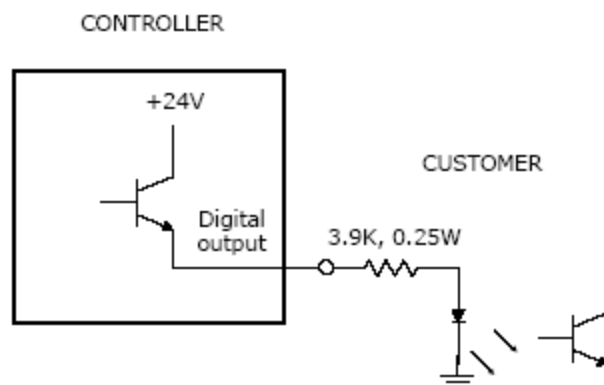 CONTROLLER
+24V
CUSTOMER
Digital
output
3.9K, 0.25W